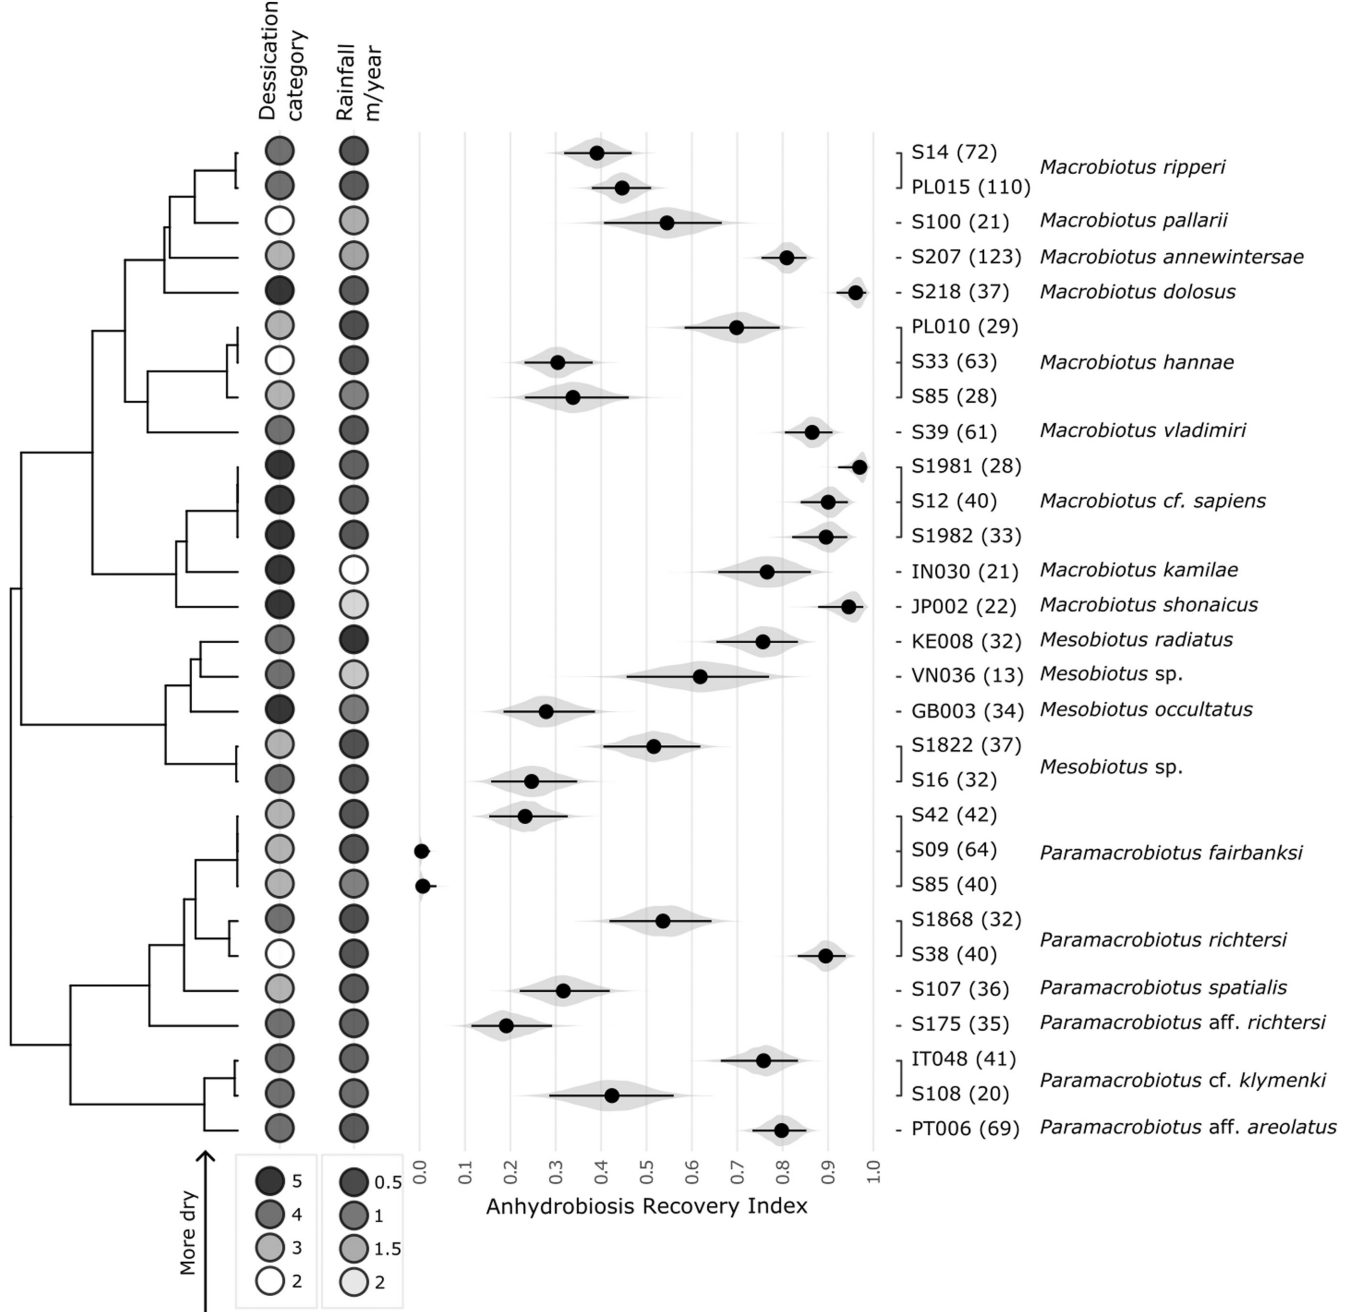 Dessication
category
Rainfall
m/year
S14 (72)
PL015 (110)
Macrobiotus ripperi
S100 (21)
Macrobiotus pallarii
S207 (123)
Macrobiotus annewintersae
S218 (37)
Macrobiotus dolosus
PL010 (29)
S33 (63)
Macrobiotus hannae
S85 (28)
S39 (61)
Macrobiotus vladimiri
S1981 (28)
S12 (40)
Macrobiotus cf. sapiens
S1982 (33)
IN030 (21)
Macrobiotus kamilae
JP002 (22)
Macrobiotus shonaicus
KE008 (32)
Mesobiotus radiatus
VN036 (13)
Mesobiotus sp.
GB003 (34)
Mesobiotus occultatus
S1822 (37)
S16 (32)
Mesobiotus sp.
S42 (42)
S09 (64)
Paramacrobiotus fairbanksi
S85 (40)
S1868 (32)
S38 (40)
Paramacrobiotus richtersi
S107 (36)
Paramacrobiotus spatialis
S175 (35)
Paramacrobiotus aff. richtersi
IT048 (41)
S108 (20)
Paramacrobiotus cf. klymenki
PT006 (69)
Paramacrobiotus aff. areolatus
0.0 0.1 0.2 0.3 0.4 0.5 0.6 0.7 0.8 0.9 1.0
Anhydrobiosis Recovery Index
More dry
5
4
3
2
0.5
1
1.5
2